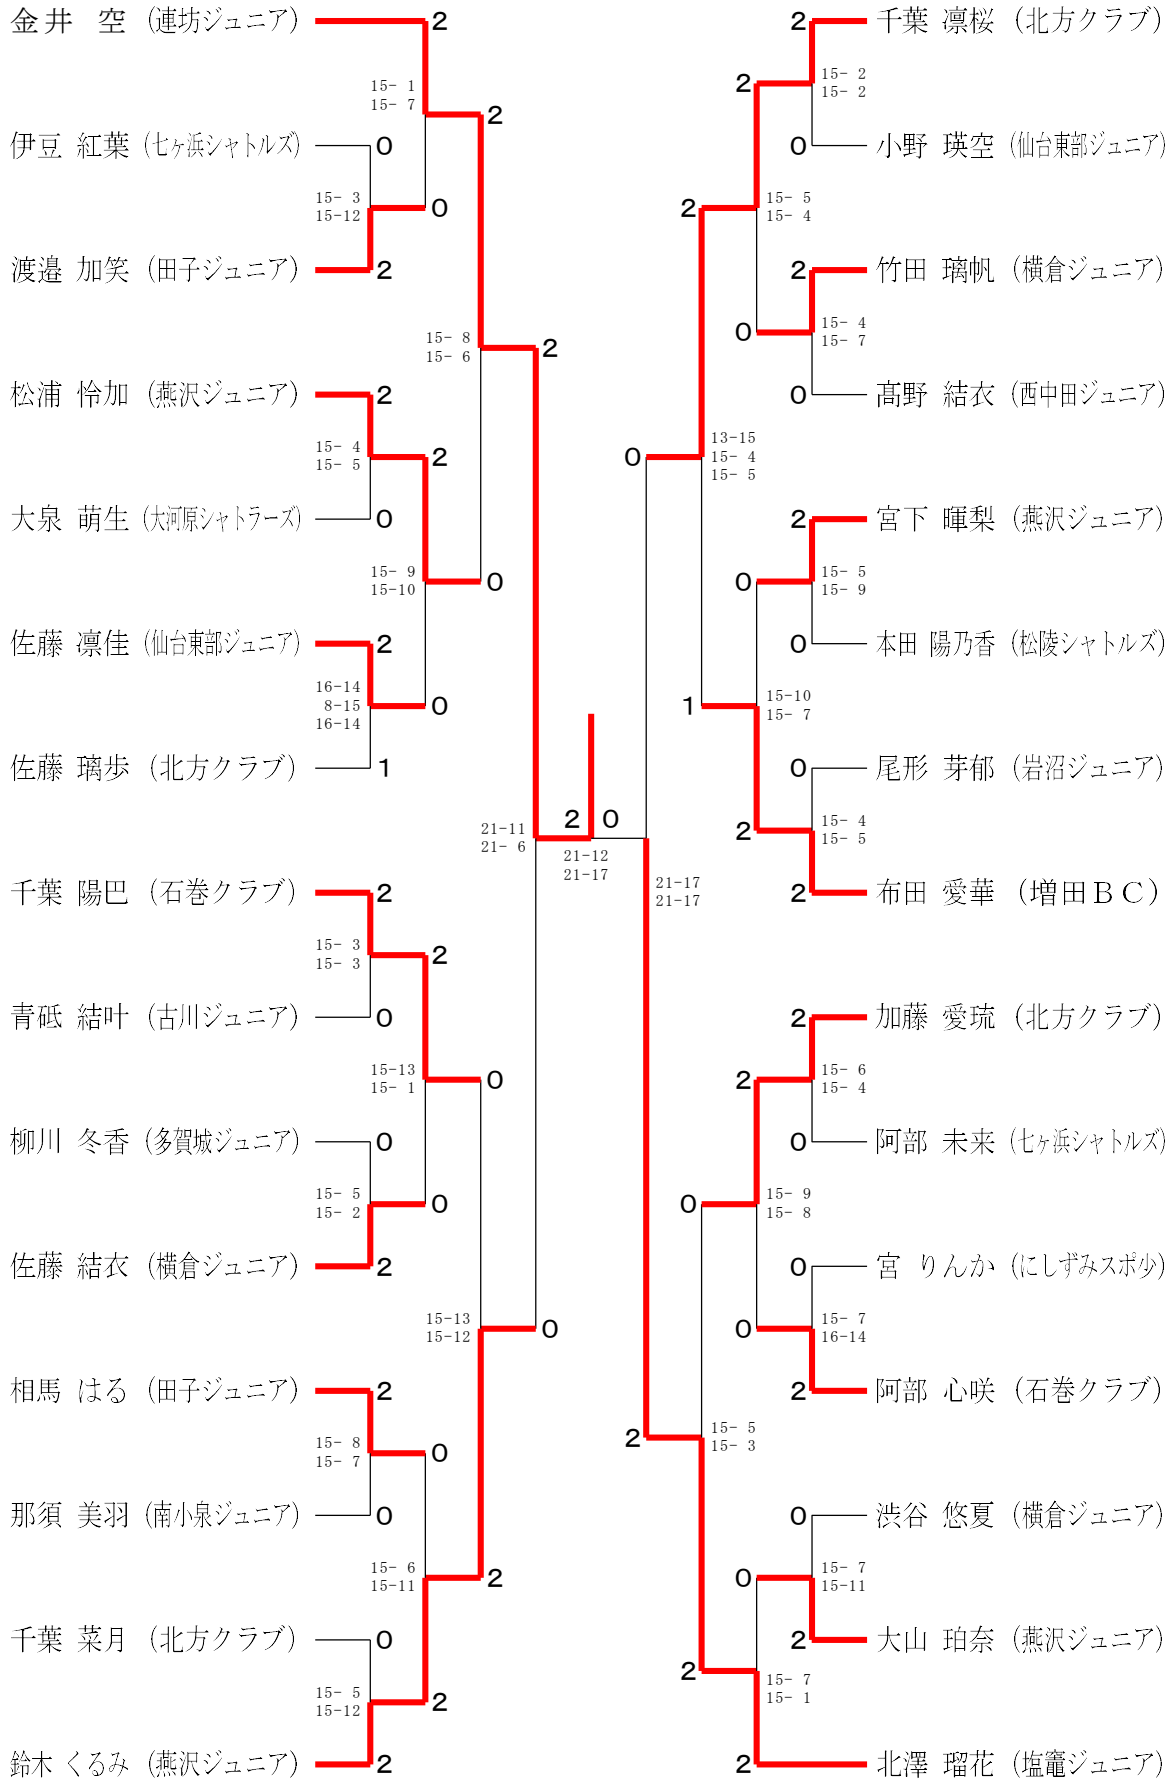 金井 空 (連坊ジュニア) 2
15- 1
15- 7
2
伊豆 紅葉 (七ヶ浜シャトルズ) 0
15- 3
15-12
0
渡邉 加笑 (田子ジュニア) 2
15- 8
15- 6
2
松浦 怜加 (燕沢ジュニア) 2
15- 4
15- 5
2
大泉 萌生 (大河原シャトラーズ) 0
15- 9
15-10
0
佐藤 凛佳 (仙台東部ジュニア) 2
16-14
8-15
16-14
0
佐藤 璃歩 (北方クラブ) 1
21-11
21- 6
2 0
21-12
21-17
千葉 陽巴 (石巻クラブ) 2
15- 3
15- 3
2
青砥 結叶 (古川ジュニア) 0
15-13
15- 1
0
柳川 冬香 (多賀城ジュニア) 0
15- 5
15- 2
0
佐藤 結衣 (横倉ジュニア) 2
15-13
15-12
0
相馬 はる (田子ジュニア) 2
15- 8
15- 7
0
那須 美羽 (南小泉ジュニア) 0
15- 6
15-11
2
千葉 菜月 (北方クラブ) 0
15- 5
15-12
2
鈴木 くるみ (燕沢ジュニア) 2
2 千葉 凛桜 (北方クラブ)
2
15- 2
15- 2
0 小野 瑛空 (仙台東部ジュニア)
2
15- 5
15- 4
2 竹田 璃帆 (横倉ジュニア)
0
15- 4
15- 7
0 髙野 結衣 (西中田ジュニア)
0
13-15
15- 4
15- 5
2 宮下 暉梨 (燕沢ジュニア)
0
15- 5
15- 9
0 本田 陽乃香 (松陵シャトルズ)
1
15-10
15- 7
0 尾形 芽郁 (岩沼ジュニア)
2
15- 4
15- 5
2 布田 愛華 (増田ＢＣ)
21-17
21-17
2 加藤 愛琉 (北方クラブ)
2
15- 6
15- 4
0 阿部 未来 (七ヶ浜シャトルズ)
0
15- 9
15- 8
0 宮 りんか (にしずみスポ少)
0
15- 7
16-14
2 阿部 心咲 (石巻クラブ)
2
15- 5
15- 3
0 渋谷 悠夏 (横倉ジュニア)
0
15- 7
15-11
2 大山 珀奈 (燕沢ジュニア)
2
15- 7
15- 1
2 北澤 瑠花 (塩竈ジュニア)